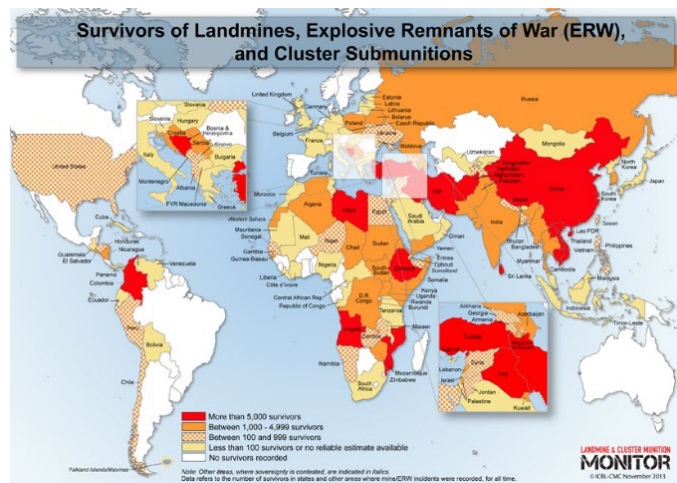 Survivors of Landmines, Explosive Remnants of War (ERW),
and Cluster Submunitions
Slovakia
Slovenia
Hungary
Croatia
Bosnia &
Herzegovina
Serbia
Italy
Bulgaria
Montenegro
Albania
FYR Macedonia
Greece
United Kingdom
Germany
Estonia
Latvia
Lithuania
Belarus
Poland
Czech Republic
Belgium
France
Ukraine
Moldova
Russia
United States
Uzbekistan
Kyrgyzstan
Tajikistan
Afghanistan
Pakistan
Mongolia
North
Korea
South
Korea
Japan
China
Iran
Nepal
India
Tunisia
Morocco
Algeria
Libya
Egypt
Saudi
Arabia
Western Sahara
Mauritania
Senegal
Mali
Niger
Chad
Sudan
Oman
Yemen
Eritrea
Djibouti
Somaliland
Gambia
Guinea-Bissau
Nigeria
South
Sudan
Ethiopia
Somalia
Liberia
Côte d'Ivoire
Kenya
Uganda
Rwanda
Burundi
Central African Rep
Republic of Congo
D.R
Congo
Tanzania
Angola
Zambia
Malawi
Namibia
Mozambique
Zimbabwe
South
Africa
Bhutan
Bangladesh
Myanmar
Sri Lanka
Taiwan
Lao PDR
Thailand
Vietnam
Cambodia
Philippines
Malaysia
Indonesia
Timor-Leste
Cuba
Honduras
Guatemala
El Salvador
Nicaragua
Panama
Colombia
Venezuela
Ecuador
Peru
Bolivia
Chile
Falkland Islands/Malvinas
Abkhazia
Georgia
Armenia
Azerbaijan
Turkey
Cyprus
Syria
Lebanon
Iraq
Israel
Jordan
Palestine
Kuwait
More than 5,000 survivors
Between 1,000 - 4,999 survivors
Between 100 and 999 survivors
Less than 100 survivors or no reliable estimate available
No survivors recorded
Note: Other areas, where sovereignty is contested, are indicated in italics.
Data refers to the number of survivors in states and other areas where mine/ERW incidents were recorded, for all time.
LANDMINE & CLUSTER MUNITION
MONITOR
©ICBL-CMC November 2013